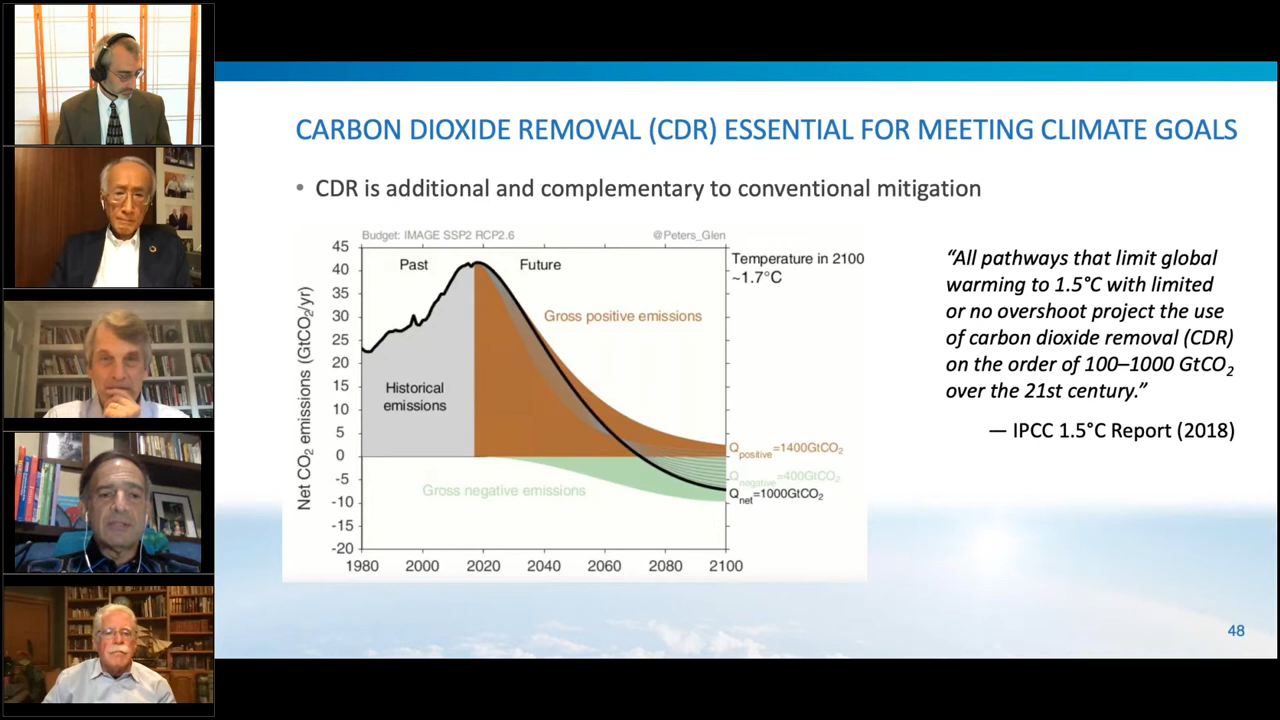 CARBON DIOXIDE REMOVAL (CDR) ESSENTIAL FOR MEETING CLIMATE GOALS
• CDR is additional and complementary to conventional mitigation
Budget: IMAGE SSP2 RCP2.6
@Peters_Glen
Net CO2 emissions (GtCO2/yr)
45
40
35
30
25
20
15
10
5
0
-5
-10
-15
-20
1980
2000
2020
2040
2060
2080
2100
Past
Future
Temperature in 2100
~1.7°C
Gross positive emissions
Historical
emissions
Gross negative emissions
Qpositive=1400GtCO2
Qnegative=400GtCO2
Qnet=1000GtCO2
“All pathways that limit global
warming to 1.5°C with limited
or no overshoot project the use
of carbon dioxide removal (CDR)
on the order of 100–1000 GtCO2
over the 21st century.”
— IPCC 1.5°C Report (2018)
48